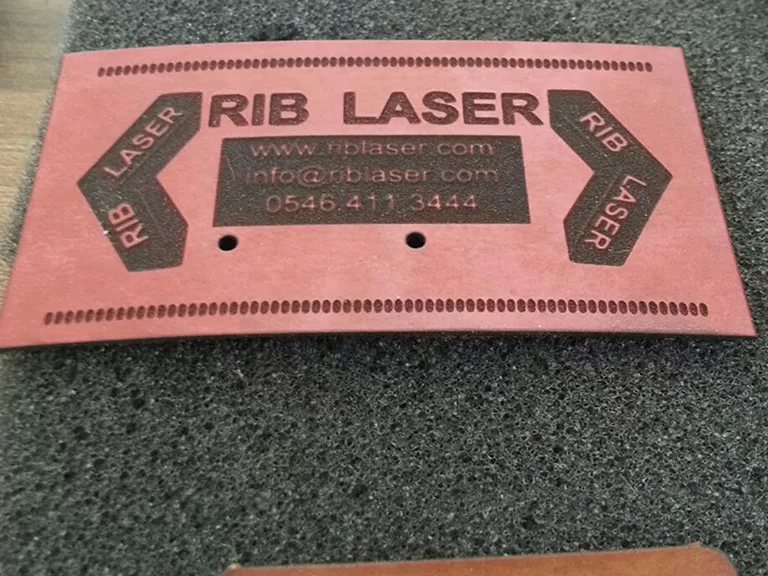 RIB LASER
www.riblaser.com
info@riblaser.com
0546 411 3444
RIB LASER
RIB LASER